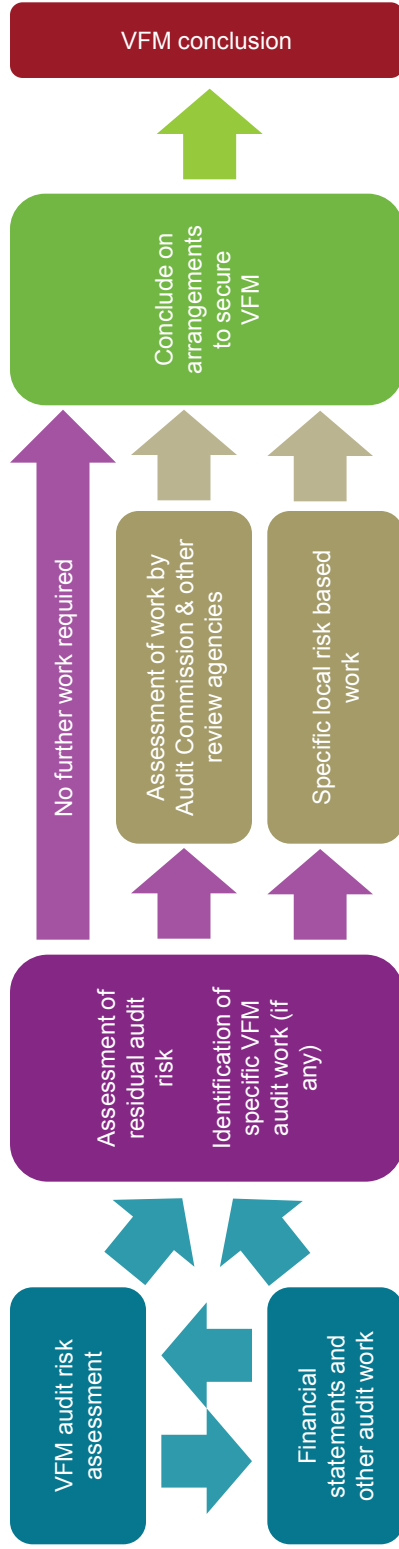 VFM audit risk
assessment
Financial
statements and
other audit work
Assessment of
residual audit
risk
Identification of
specific VFM
audit work (if
any)
No further work required
Assessment of work by
Audit Commission & other
review agencies
Specific local risk based
work
Conclude on
arrangements
to secure
VFM
VFM conclusion